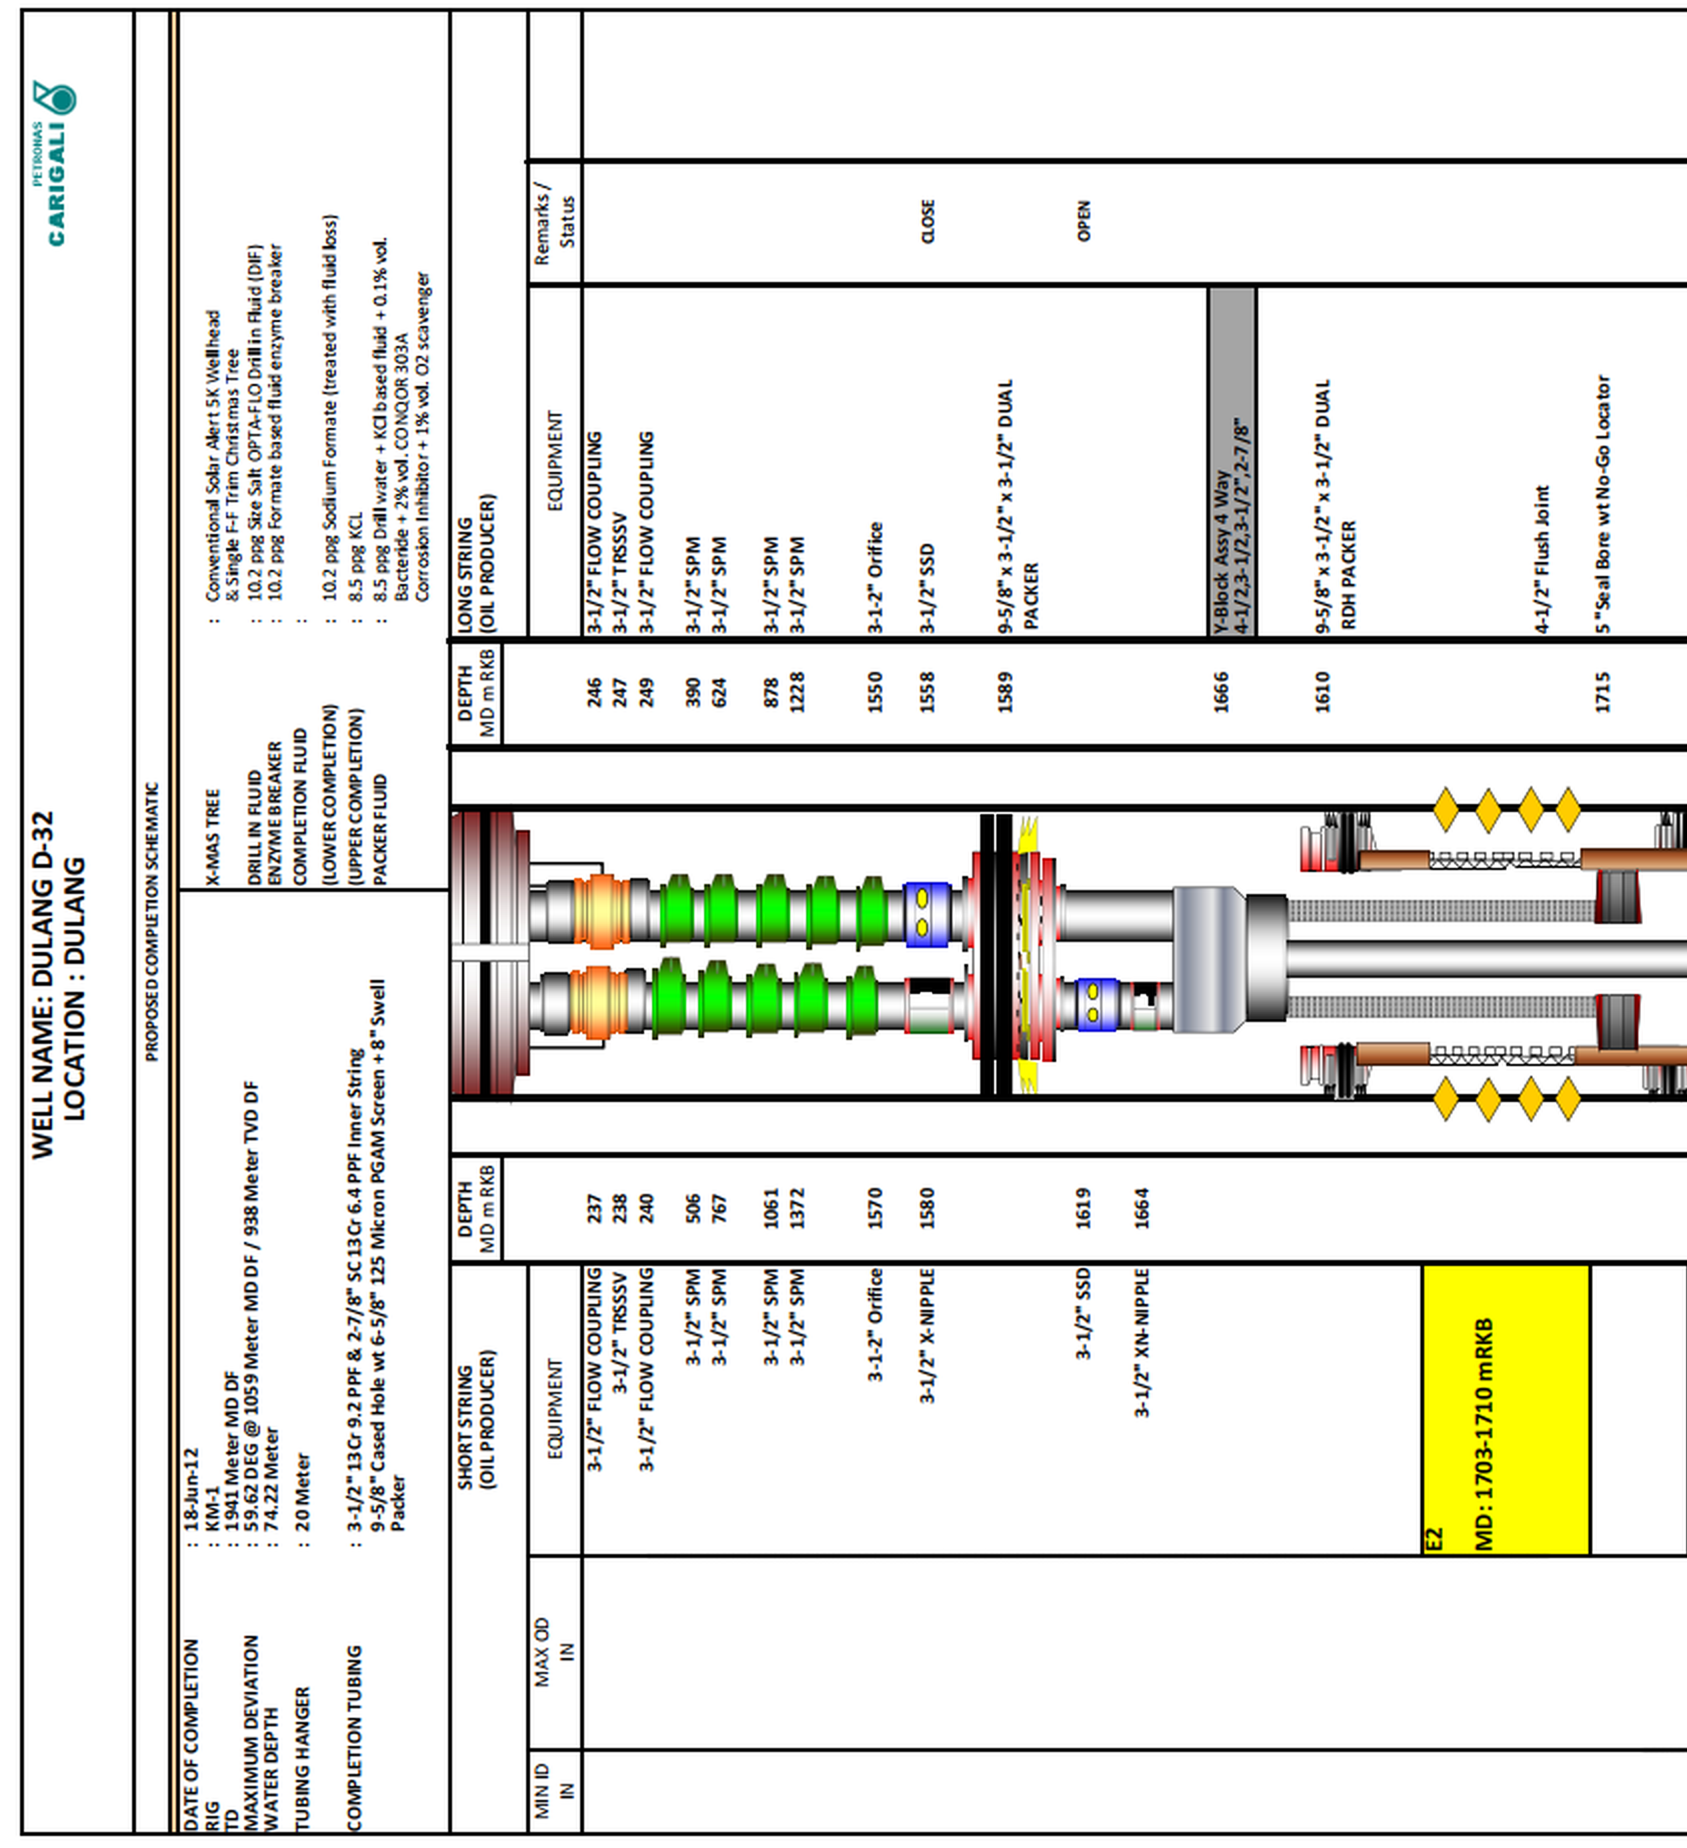 WELL NAME: DULANG D-32
LOCATION : DULANG
PETRONAS
CARIGALI
PROPOSED COMPLETION SCHEMATIC
DATE OF COMPLETION : 18-Jun-12
RIG : KM-1
TD : 1941 Meter MD DF
MAXIMUM DEVIATION : 59.62 DEG @ 1059 Meter MD DF / 938 Meter TVD DF
WATER DEPTH : 74.22 Meter
TUBING HANGER : 20 Meter
COMPLETION TUBING : 3-1/2" 13Cr 9.2 PPF & 2-7/8" SC 13 Cr 6.4 PPF Inner String
9-5/8" Cased Hole wt 6-5/8" 125 Micron PGAM Screen + 8" Swell
Packer
X-MAS TREE : Conventional Solar Alert 5K Wellhead
& Single F-F Trim Christmas Tree
DRILL IN FLUID : 10.2 ppg Size Salt OPTA-FLO Drill in Fluid (DIF)
ENZYME BREAKER : 10.2 ppg Formate based fluid enzyme breaker
COMPLETION FLUID :
(LOWER COMPLETION) : 10.2 ppg Sodium Formate (treated with fluid loss)
(UPPER COMPLETION) : 8.5 ppg KCL
PACKER FLUID : 8.5 ppg Drill water + KCl based fluid + 0.1% vol.
Bacteride + 2% vol. CONQOR 303A
Corrosion Inhibitor + 1% vol. O2 scavenger
SHORT STRING
(OIL PRODUCER)
DEPTH
MD m RKB
DEPTH
MD m RKB
LONG STRING
(OIL PRODUCER)
MIN ID
IN
MAX OD
IN
EQUIPMENT
EQUIPMENT
Remarks /
Status
3-1/2" FLOW COUPLING 237 246 3-1/2" FLOW COUPLING
3-1/2" TRSSSV 238 247 3-1/2" TRSSSV
3-1/2" FLOW COUPLING 240 249 3-1/2" FLOW COUPLING
3-1/2" SPM 506 390 3-1/2" SPM
3-1/2" SPM 767 624 3-1/2" SPM
3-1/2" SPM 1061 878 3-1/2" SPM
3-1/2" SPM 1372 1228 3-1/2" SPM
3-1-2" Orifice 1570 1550 3-1-2" Orifice
3-1/2" X-NIPPLE 1580 1558 3-1/2" SSD CLOSE
1589 9-5/8" x 3-1/2" x 3-1/2" DUAL
PACKER
3-1/2" SSD 1619 OPEN
3-1/2" XN-NIPPLE 1664
1666 Y-Block Assy 4 Way
4-1/2,3-1/2,3-1/2",2-7/8"
1610 9-5/8" x 3-1/2" x 3-1/2" DUAL
RDH PACKER
E2
MD: 1703-1710 mRKB
4-1/2" Flush Joint
1715 5 "Seal Bore wt No-Go Locator